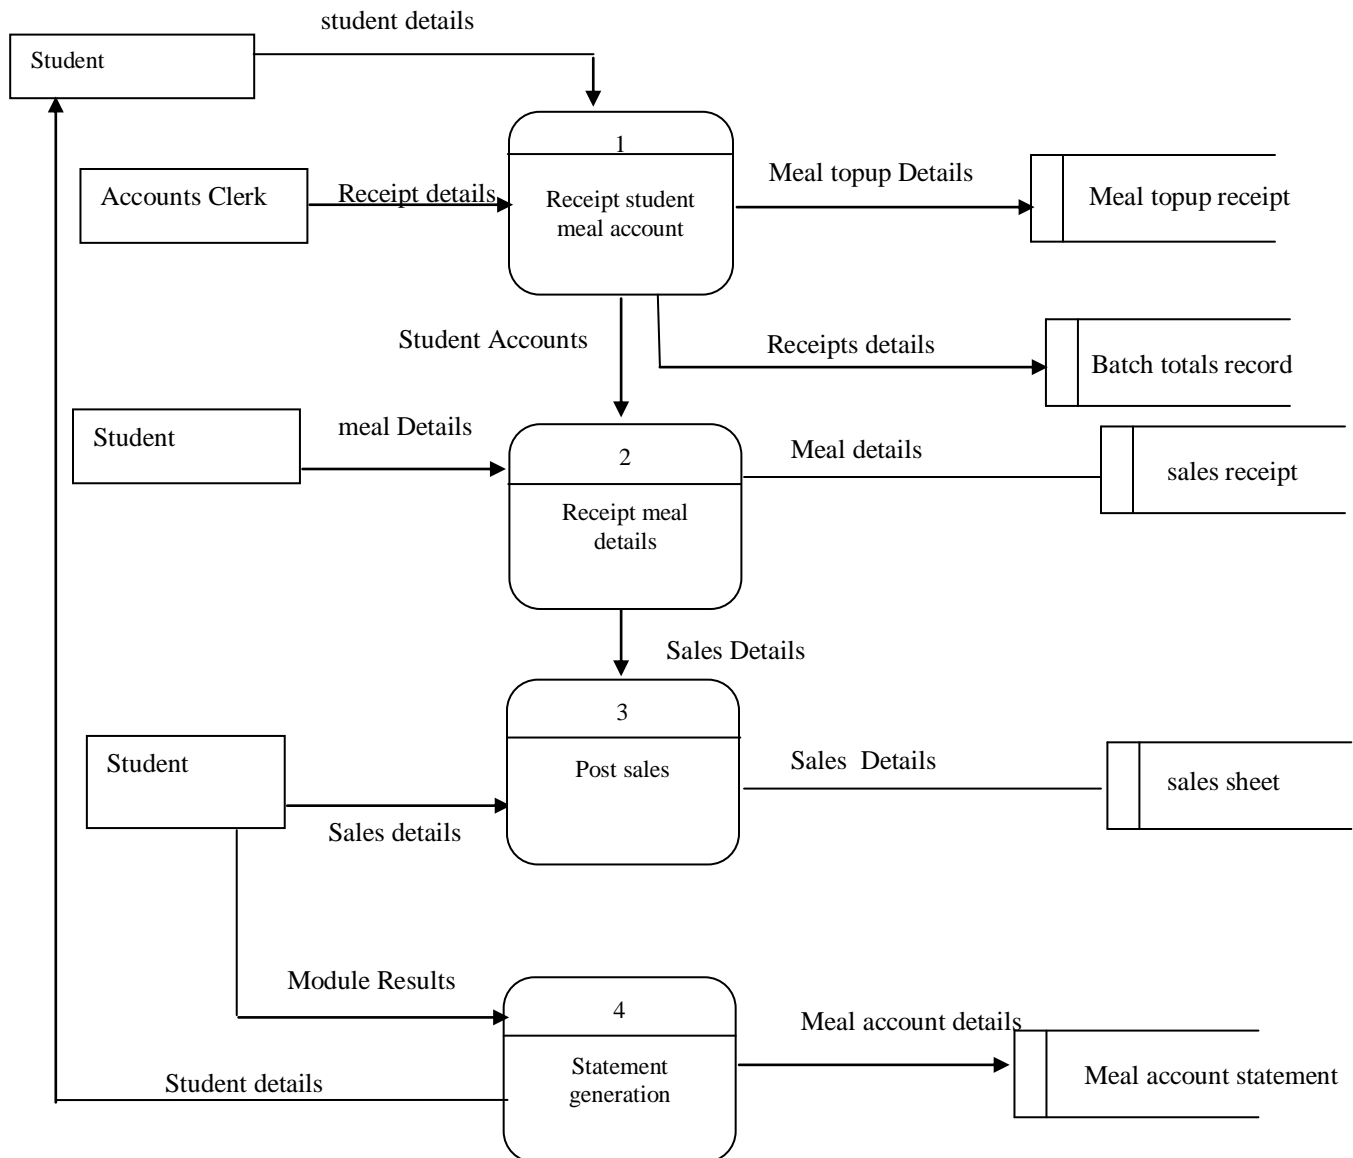 student details
Student
1
Accounts Clerk
Receipt details
Receipt student
meal account
Meal topup Details
Meal topup receipt
Student Accounts
Receipts details
Batch totals record
Student
meal Details
2
Receipt meal
details
Meal details
sales receipt
Sales Details
3
Student
Post sales
Sales Details
sales sheet
Sales details
Module Results
4
Statement
generation
Meal account details
Meal account statement
Student details